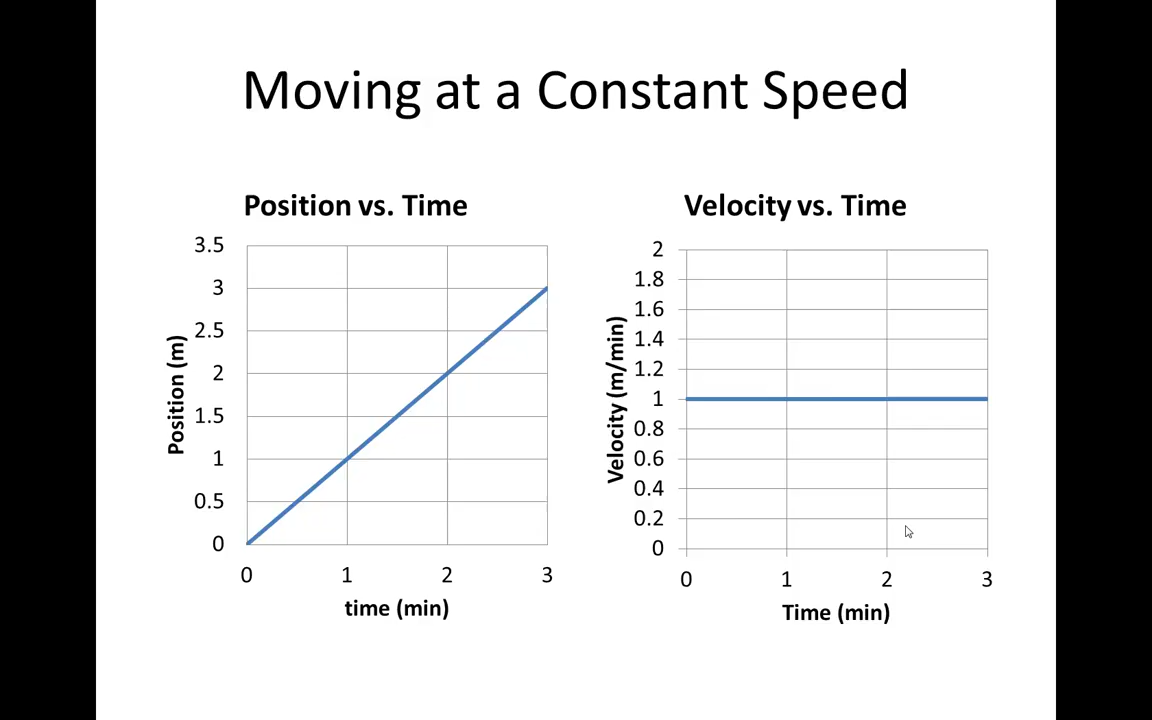 Moving at a Constant Speed
Position vs. Time
3.5
3
2.5
2
1.5
1
0.5
0
Position (m)
0 1 2 3
time (min)
Velocity vs. Time
2
1.8
1.6
1.4
1.2
1
0.8
0.6
0.4
0.2
0
Velocity (m/min)
0 1 2 3
Time (min)